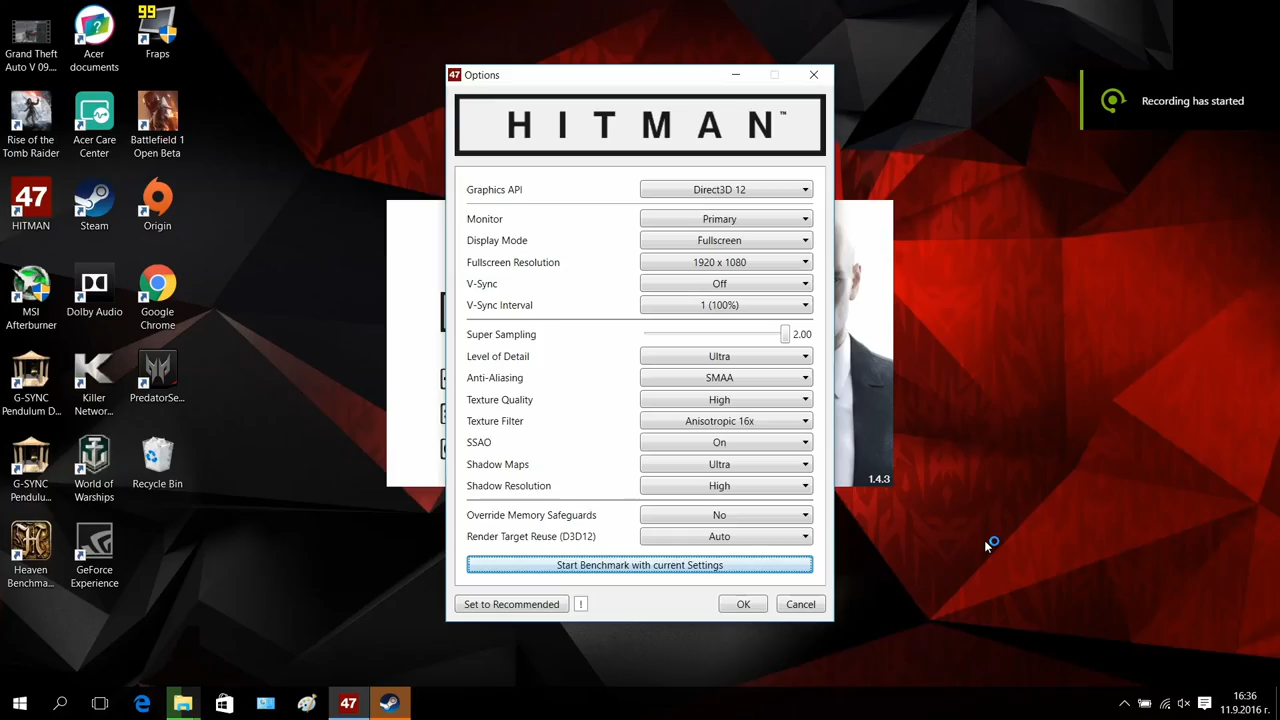 99
Grand Theft
Auto V 09....
Acer
documents
Fraps
Rise of the
Tomb Raider
Acer Care
Center
Battlefield 1
Open Beta
47
HITMAN
Steam
Origin
MSI
Afterburner
Dolby Audio
Google
Chrome
G-SYNC
Pendulum D...
Killer
Networ...
PredatorSe...
G-SYNC
Pendulu...
World of
Warships
Recycle Bin
Heaven
Benchma...
GeForce
Experience
47 Options
HITMAN™
Graphics API Direct3D 12
Monitor Primary
Display Mode Fullscreen
Fullscreen Resolution 1920 x 1080
V-Sync Off
V-Sync Interval 1 (100%)
Super Sampling 2.00
Level of Detail Ultra
Anti-Aliasing SMAA
Texture Quality High
Texture Filter Anisotropic 16x
SSAO On
Shadow Maps Ultra
Shadow Resolution High
Override Memory Safeguards No
Render Target Reuse (D3D12) Auto
Start Benchmark with current Settings
Set to Recommended ! OK Cancel
1.4.3
Recording has started
47
16:36
11.9.2016 г.